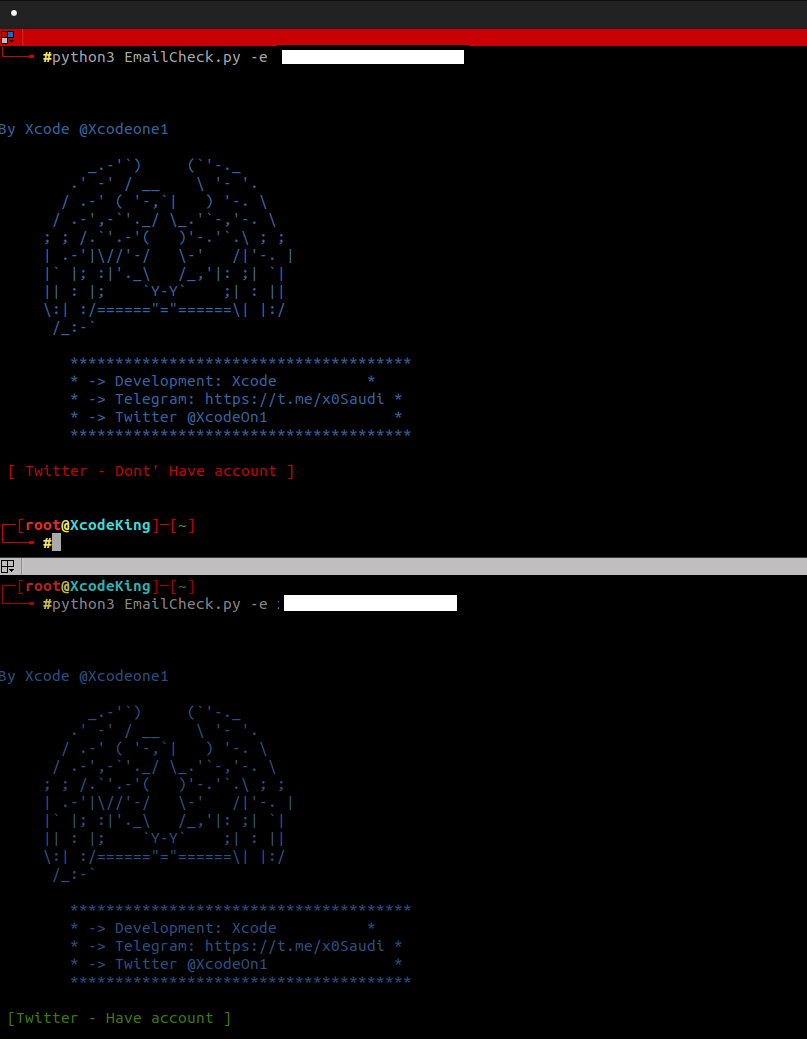 └──╼ #python3 EmailCheck.py -e
By Xcode @Xcodeone1
         _.-'`)     (`'-._
       .' -' / __    \ '- '.
      / .-' ( '-,`|   ) '-. \
     / .-',-`'._/ \_.'`-,'-. \
    ; ; /.`'.-'(   )'-.'`.\ ; ;
    | .-'|\//'-/   \-'   /|'-. |
    |` |; :|'._\   /_,'|: ;| `|
    || : |;    `Y-Y`    ;| : ||
    \:| :/======"="======\| |:/
     /_:-`
**************************************
* -> Development: Xcode          *
* -> Telegram: https://t.me/x0Saudi *
* -> Twitter @XcodeOn1              *
**************************************
[ Twitter - Dont' Have account ]
┌─[root@XcodeKing]─[~]
└──╼ #
┌─[root@XcodeKing]─[~]
└──╼ #python3 EmailCheck.py -e
By Xcode @Xcodeone1
         _.-'`)     (`'-._
       .' -' / __    \ '- '.
      / .-' ( '-,`|   ) '-. \
     / .-',-`'._/ \_.'`-,'-. \
    ; ; /.`'.-'(   )'-.'`.\ ; ;
    | .-'|\//'-/   \-'   /|'-. |
    |` |; :|'._\   /_,'|: ;| `|
    || : |;    `Y-Y`    ;| : ||
    \:| :/======"="======\| |:/
     /_:-`
**************************************
* -> Development: Xcode          *
* -> Telegram: https://t.me/x0Saudi *
* -> Twitter @XcodeOn1              *
**************************************
[Twitter - Have account ]